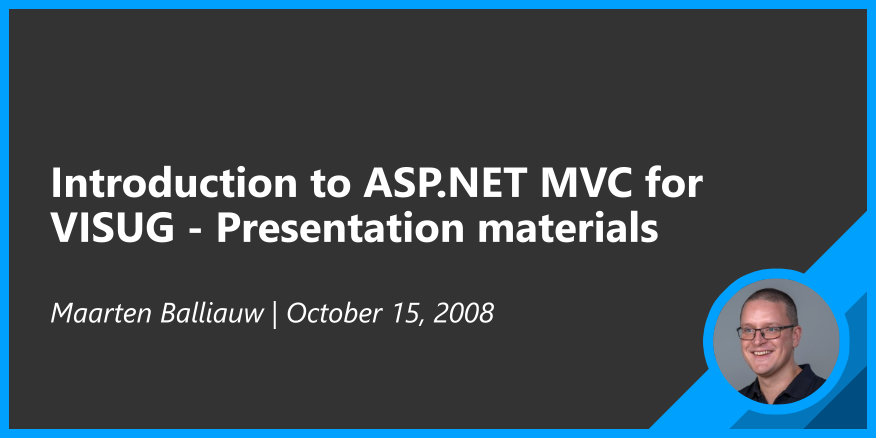 Introduction to ASP.NET MVC for
VISUG - Presentation materials
Maarten Balliauw | October 15, 2008